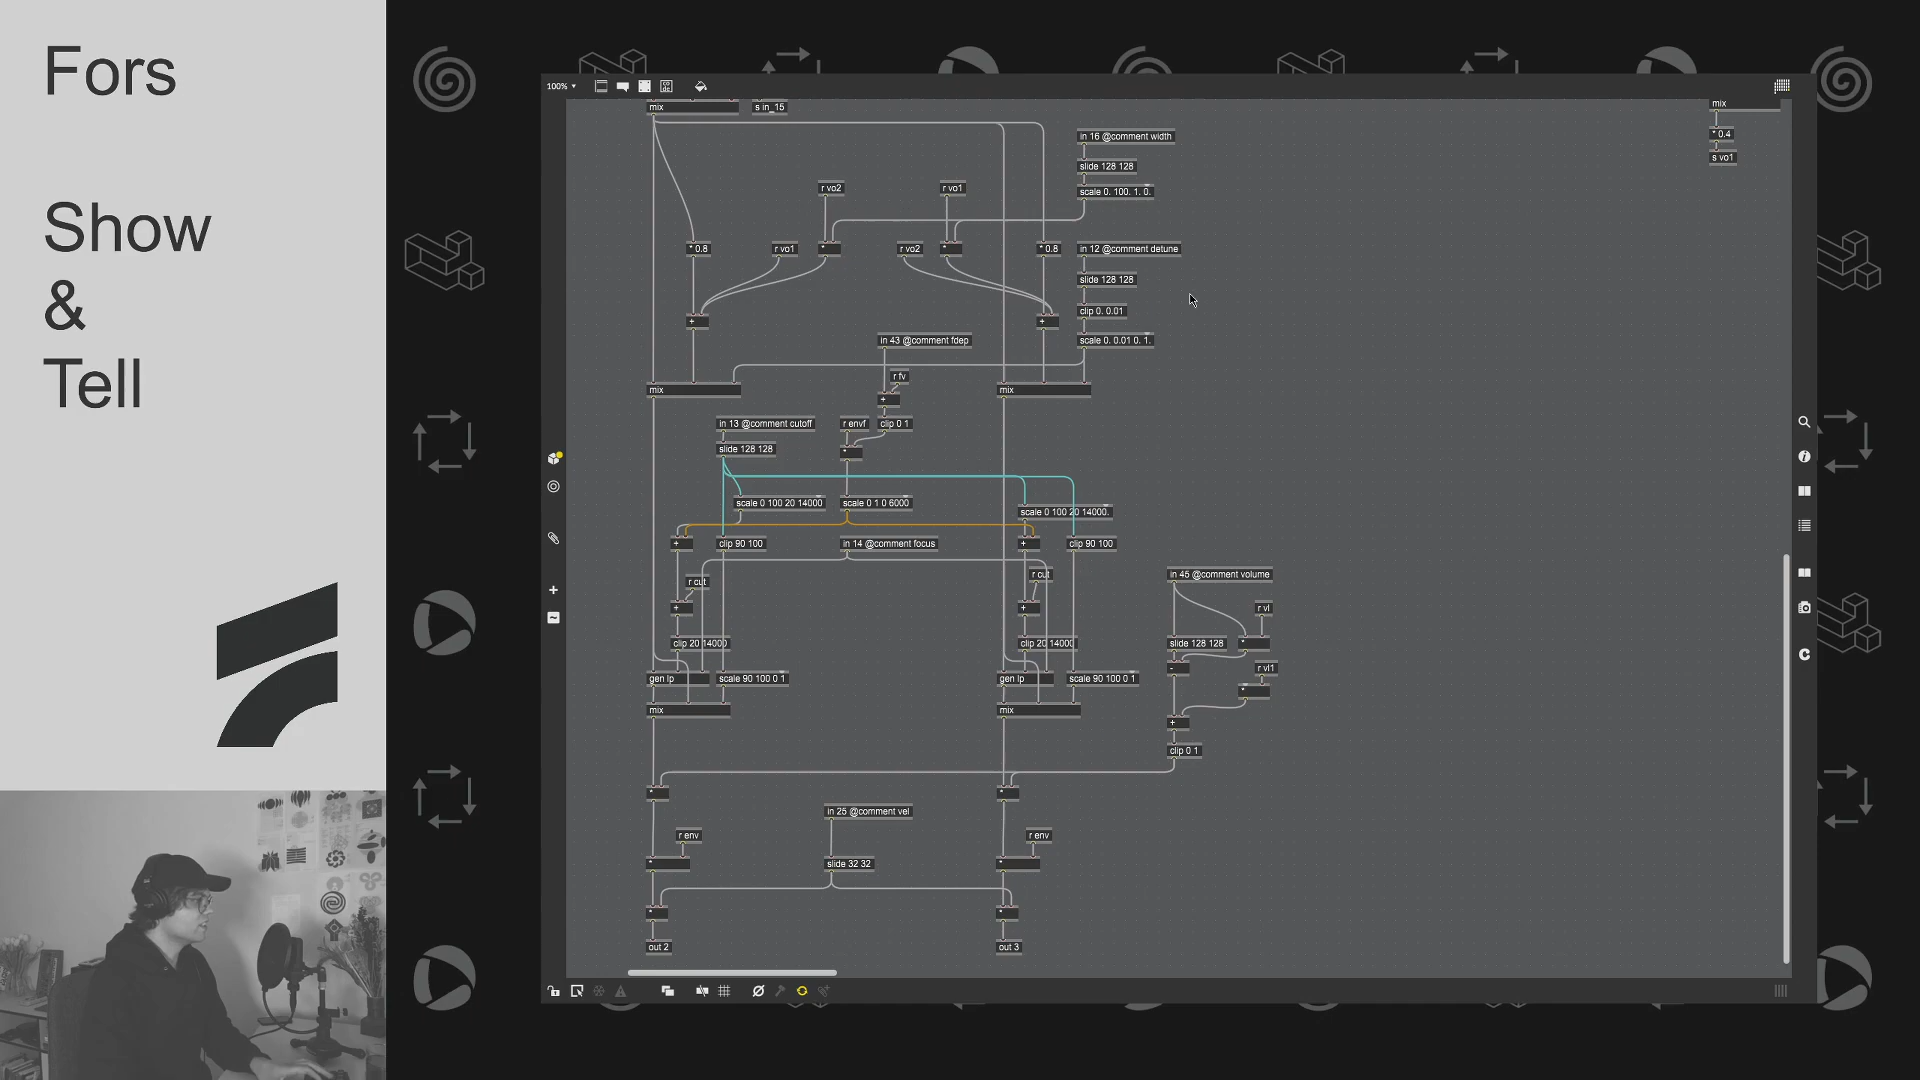 Fors
Show
&
Tell
100%
mix
s in_15
mix
* 0.4
s vo1
in 16 @comment width
slide 128 128
scale 0. 100. 1. 0.
r vo2
r vo1
* 0.8
r vo1
*
r vo2
*
* 0.8
in 12 @comment detune
slide 128 128
clip 0. 0.01
scale 0. 0.01 0. 1.
+
+
in 43 @comment fdep
r fv
+
clip 0 1
mix
mix
in 13 @comment cutoff
slide 128 128
r envf
*
scale 0 100 20 14000
scale 0 1 0 6000
scale 0 100 20 14000.
+
clip 90 100
in 14 @comment focus
+
clip 90 100
r cut
r cut
+
+
clip 20 14000
clip 20 14000
in 45 @comment volume
r vl
slide 128 128
*
-
r vl1
*
+
clip 0 1
gen lp
scale 90 100 0 1
gen lp
scale 90 100 0 1
mix
mix
*
*
in 25 @comment vel
r env
r env
*
slide 32 32
*
*
*
out 2
out 3